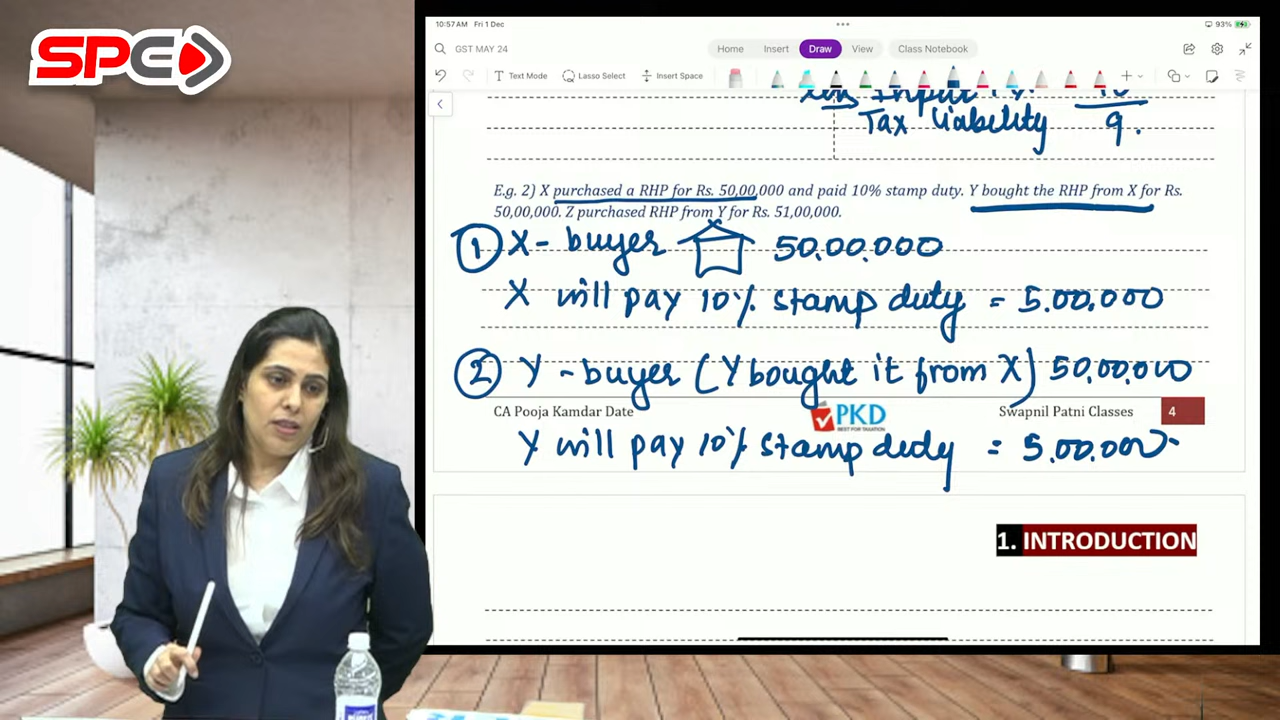 SPC
10:57 AM Fri 1 Dec
93%
GST MAY 24
Home Insert Draw View Class Notebook
Text Mode Lasso Select Insert Space
Tax Liability 9.
E.g. 2) X purchased a RHP for Rs. 50,00,000 and paid 10% stamp duty. Y bought the RHP from X for Rs.
50,00,000. Z purchased RHP from Y for Rs. 51,00,000.
① X - buyer 50,00,000
X will pay 10% stamp duty = 5,00,000
② Y - buyer (Y bought it from X) 50,00,000
CA Pooja Kamdar Date PKD Swapnil Patni Classes 4
BEST FOR TAXATION
Y will pay 10% stamp duty = 5,00,000
1. INTRODUCTION